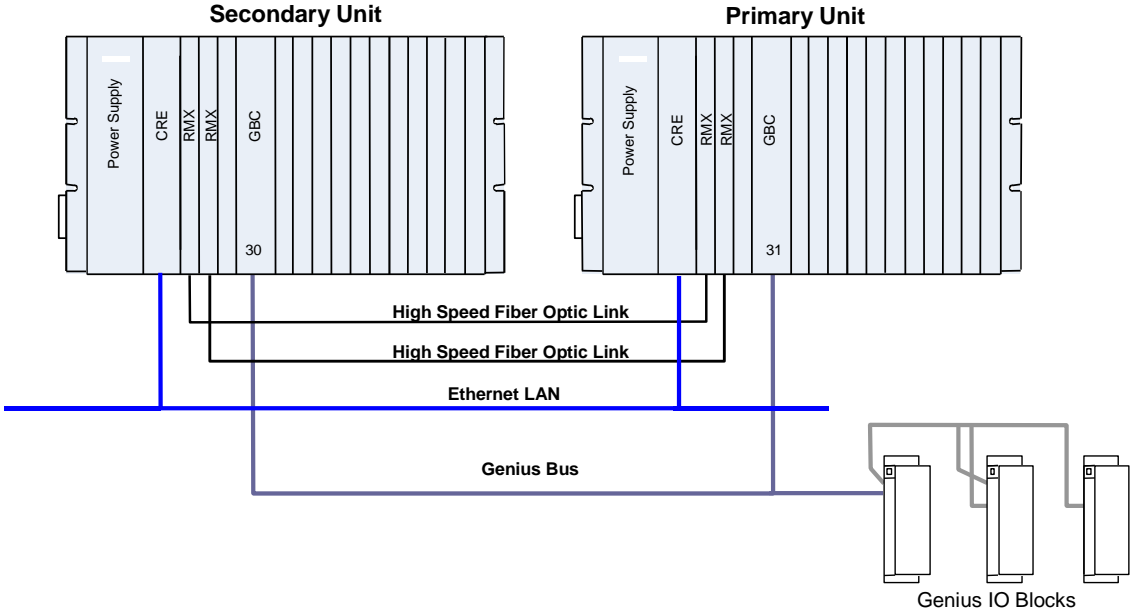 Secondary Unit
Primary Unit
Power Supply
CRE
RMX
RMX
GBC
30
Power Supply
CRE
RMX
RMX
GBC
31
High Speed Fiber Optic Link
High Speed Fiber Optic Link
Ethernet LAN
Genius Bus
Genius IO Blocks